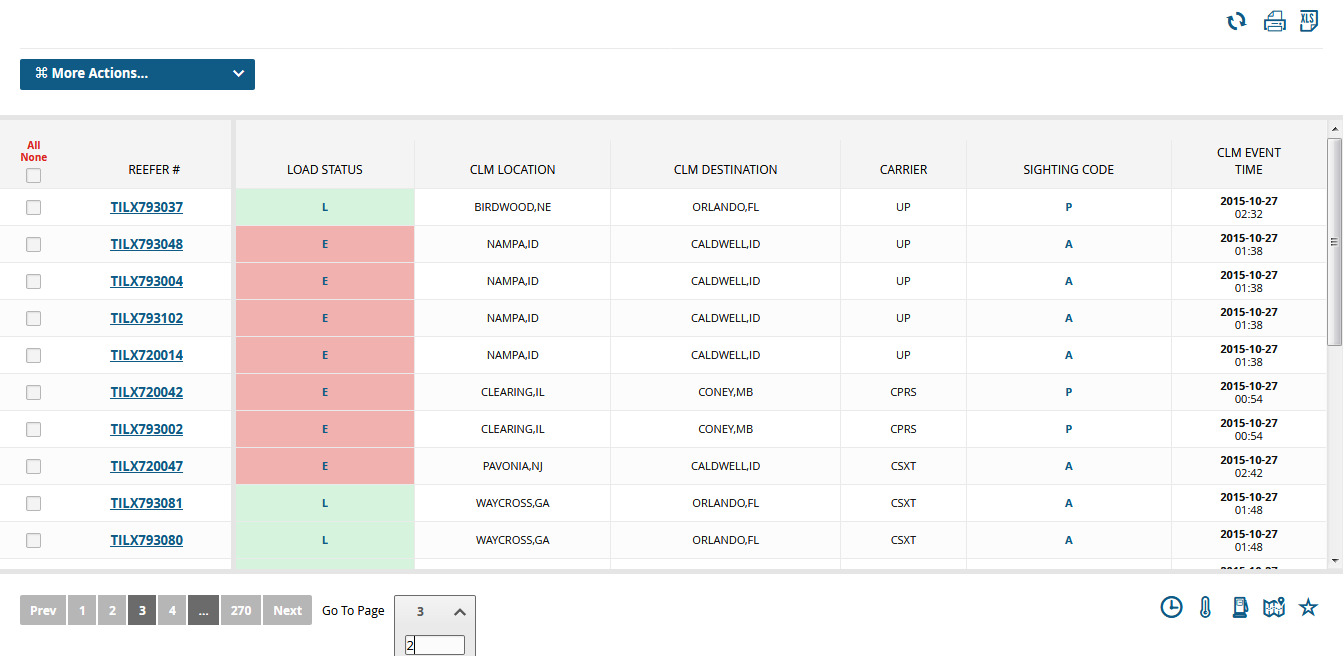 XLS
⌘ More Actions...
All
None
REEFER # LOAD STATUS CLM LOCATION CLM DESTINATION CARRIER SIGHTING CODE CLM EVENT
TIME
TILX793037 L BIRDWOOD,NE ORLANDO,FL UP P 2015-10-27
02:32
TILX793048 E NAMPA,ID CALDWELL,ID UP A 2015-10-27
01:38
TILX793004 E NAMPA,ID CALDWELL,ID UP A 2015-10-27
01:38
TILX793102 E NAMPA,ID CALDWELL,ID UP A 2015-10-27
01:38
TILX720014 E NAMPA,ID CALDWELL,ID UP A 2015-10-27
01:38
TILX720042 E CLEARING,IL CONEY,MB CPRS P 2015-10-27
00:54
TILX793002 E CLEARING,IL CONEY,MB CPRS P 2015-10-27
00:54
TILX720047 E PAVONIA,NJ CALDWELL,ID CSXT A 2015-10-27
02:42
TILX793081 L WAYCROSS,GA ORLANDO,FL CSXT A 2015-10-27
01:48
TILX793080 L WAYCROSS,GA ORLANDO,FL CSXT A 2015-10-27
01:48
Prev 1 2 3 4 ... 270 Next Go To Page 3
2